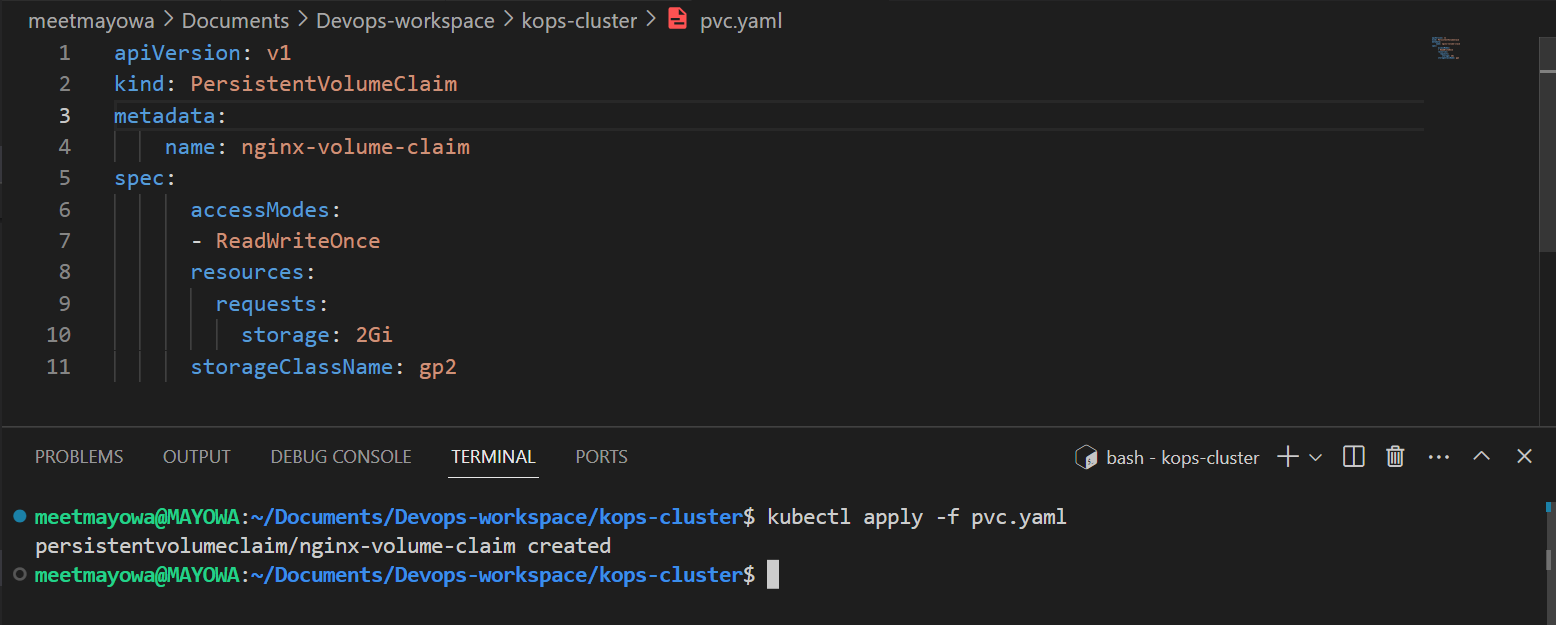 meetmayowa > Documents > Devops-workspace > kops-cluster > pvc.yaml
1 apiVersion: v1
2 kind: PersistentVolumeClaim
3 metadata:
4     name: nginx-volume-claim
5 spec:
6       accessModes:
7       - ReadWriteOnce
8       resources:
9         requests:
10           storage: 2Gi
11       storageClassName: gp2
PROBLEMS OUTPUT DEBUG CONSOLE TERMINAL PORTS bash - kops-cluster
meetmayowa@MAYOWA:~/Documents/Devops-workspace/kops-cluster$ kubectl apply -f pvc.yaml
persistentvolumeclaim/nginx-volume-claim created
meetmayowa@MAYOWA:~/Documents/Devops-workspace/kops-cluster$